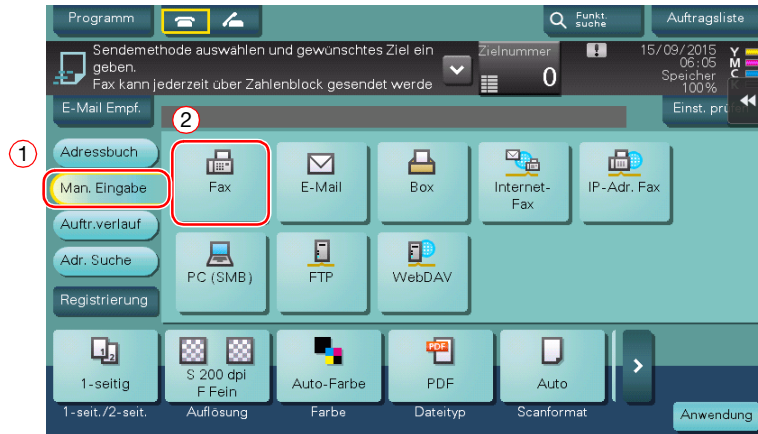 Programm
Funkt.
suche
Auftragsliste
Sendemethode auswählen und gewünschtes Ziel ein
geben.
Fax kann jederzeit über Zahlenblock gesendet werde
Zielnummer
0
15/09/2015
06:05
Speicher
100%
Y
M
C
K
E-Mail Empf.
Einst. prüfen
1
2
Adressbuch
Man. Eingabe
Auftr.verlauf
Adr. Suche
Registrierung
Fax
E-Mail
Box
Internet-
Fax
IP-Adr. Fax
PC (SMB)
FTP
WebDAV
1-seitig
S 200 dpi
F Fein
Auto-Farbe
PDF
PDF
Auto
1-seit./2-seit.
Auflösung
Farbe
Dateityp
Scanformat
Anwendung